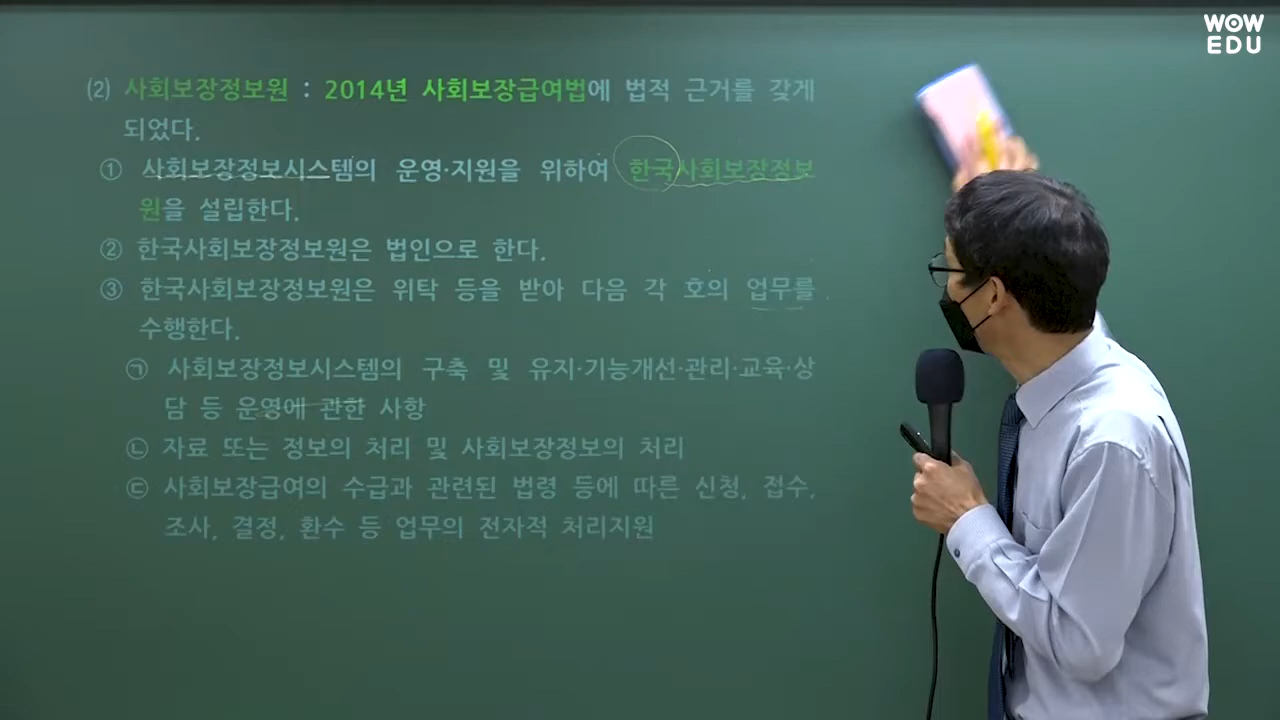 WOW
EDU
(2) 사회보장정보원 : 2014년 사회보장급여법에 법적 근거를 갖게
되었다.
① 사회보장정보시스템의 운영·지원을 위하여 한국사회보장정보
원을 설립한다.
② 한국사회보장정보원은 법인으로 한다.
③ 한국사회보장정보원은 위탁 등을 받아 다음 각 호의 업무를
수행한다.
㉠ 사회보장정보시스템의 구축 및 유지·기능개선·관리·교육·상
담 등 운영에 관한 사항
㉡ 자료 또는 정보의 처리 및 사회보장정보의 처리
㉢ 사회보장급여의 수급과 관련된 법령 등에 따른 신청, 접수,
조사, 결정, 환수 등 업무의 전자적 처리지원